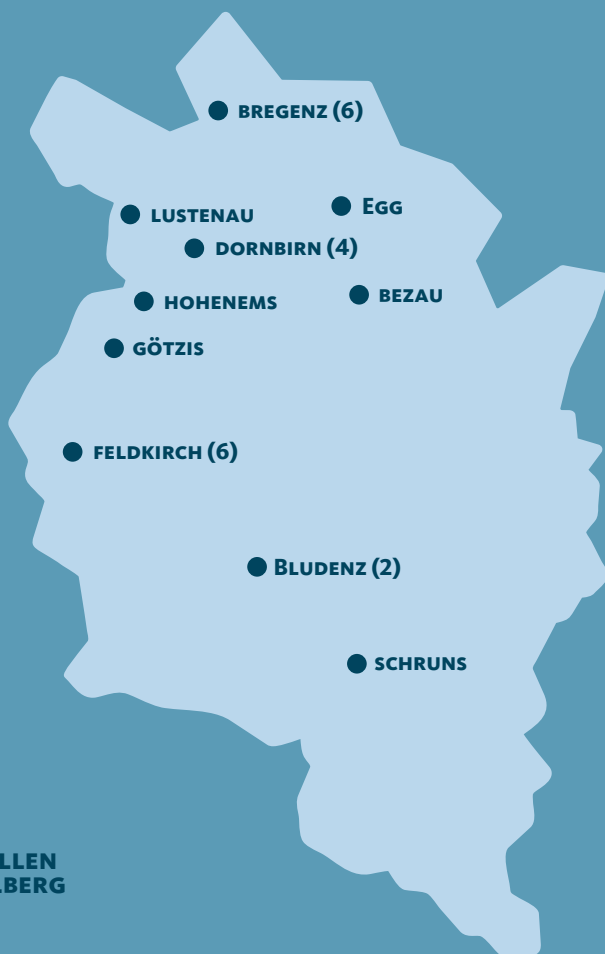 BREGENZ (6)
LUSTENAU
EGG
DORNBIRN (4)
HOHENEMS
BEZAU
GÖTZIS
FELDKIRCH (6)
BLUDENZ (2)
SCHRUNS